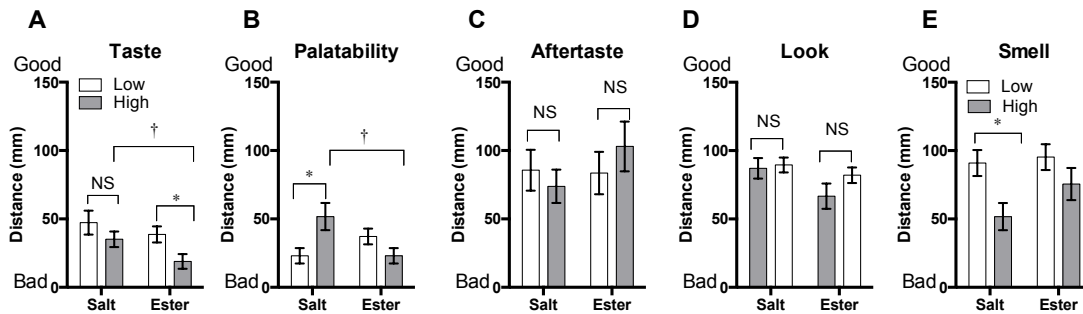 A
Taste
Good
150
100
50
Bad
0
Distance (mm)
Low
High
†
NS
*
Salt
Ester
B
Palatability
Good
150
100
50
Bad
0
Distance (mm)
†
*
Salt
Ester
C
Aftertaste
150
100
50
0
Distance (mm)
NS
NS
Salt
Ester
D
Look
Good
150
100
50
Bad
0
Distance (mm)
NS
NS
Salt
Ester
E
Smell
Good
150
100
50
Bad
0
Distance (mm)
Low
High
*
Salt
Ester